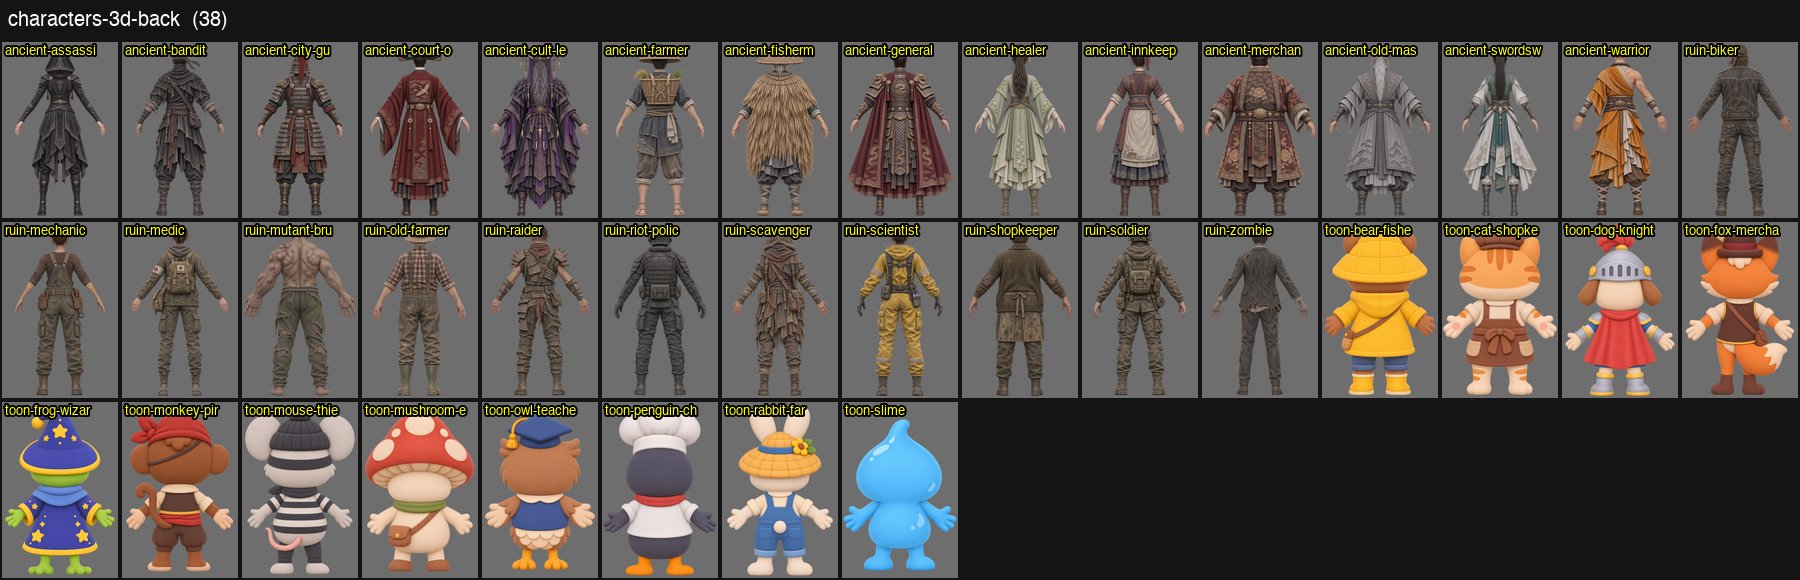 characters-3d-back (38)
ancient-assassi
ancient-bandit
ancient-city-gu
ancient-court-o
ancient-cult-le
ancient-farmer
ancient-fisherm
ancient-general
ancient-healer
ancient-innkeep
ancient-merchan
ancient-old-mas
ancient-swordsw
ancient-warrior
ruin-biker
ruin-mechanic
ruin-medic
ruin-mutant-bru
ruin-old-farmer
ruin-raider
ruin-riot-polic
ruin-scavenger
ruin-scientist
ruin-shopkeeper
ruin-soldier
ruin-zombie
toon-bear-fishe
toon-cat-shopke
toon-dog-knight
toon-fox-mercha
toon-frog-wizar
toon-monkey-pir
toon-mouse-thie
toon-mushroom-e
toon-owl-teache
toon-penguin-ch
toon-rabbit-far
toon-slime